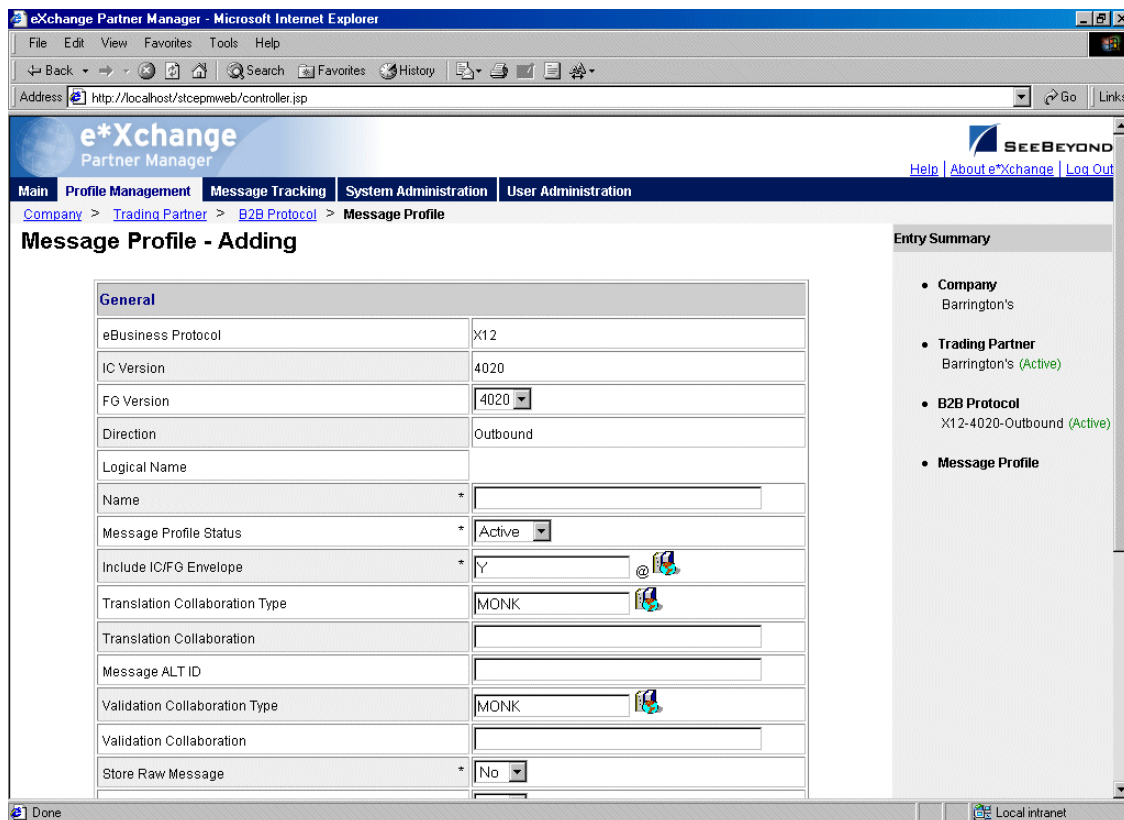 eXchange Partner Manager - Microsoft Internet Explorer
File Edit View Favorites Tools Help
Back Search Favorites History
Address http://localhost/stcepmweb/controller.jsp Go Links
e*Xchange
Partner Manager
SEEBEYOND
Help | About e*Xchange | Log Out
Main Profile Management Message Tracking System Administration User Administration
Company > Trading Partner > B2B Protocol > Message Profile
Message Profile - Adding
General
eBusiness Protocol X12
IC Version 4020
FG Version 4020
Direction Outbound
Logical Name
Name *
Message Profile Status * Active
Include IC/FG Envelope * Y @
Translation Collaboration Type MONK
Translation Collaboration
Message ALT ID
Validation Collaboration Type MONK
Validation Collaboration
Store Raw Message * No
Entry Summary
• Company
Barrington's
• Trading Partner
Barrington's (Active)
• B2B Protocol
X12-4020-Outbound (Active)
• Message Profile
Done Local intranet